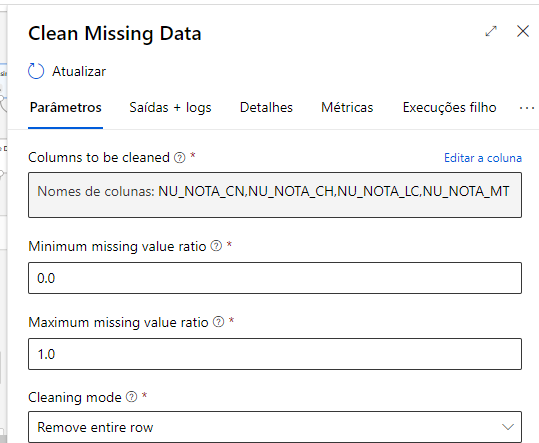 Clean Missing Data
Atualizar
Parâmetros Saídas + logs Detalhes Métricas Execuções filho ...
Columns to be cleaned * Editar a coluna
Nomes de colunas: NU_NOTA_CN,NU_NOTA_CH,NU_NOTA_LC,NU_NOTA_MT
Minimum missing value ratio *
0.0
Maximum missing value ratio *
1.0
Cleaning mode *
Remove entire row